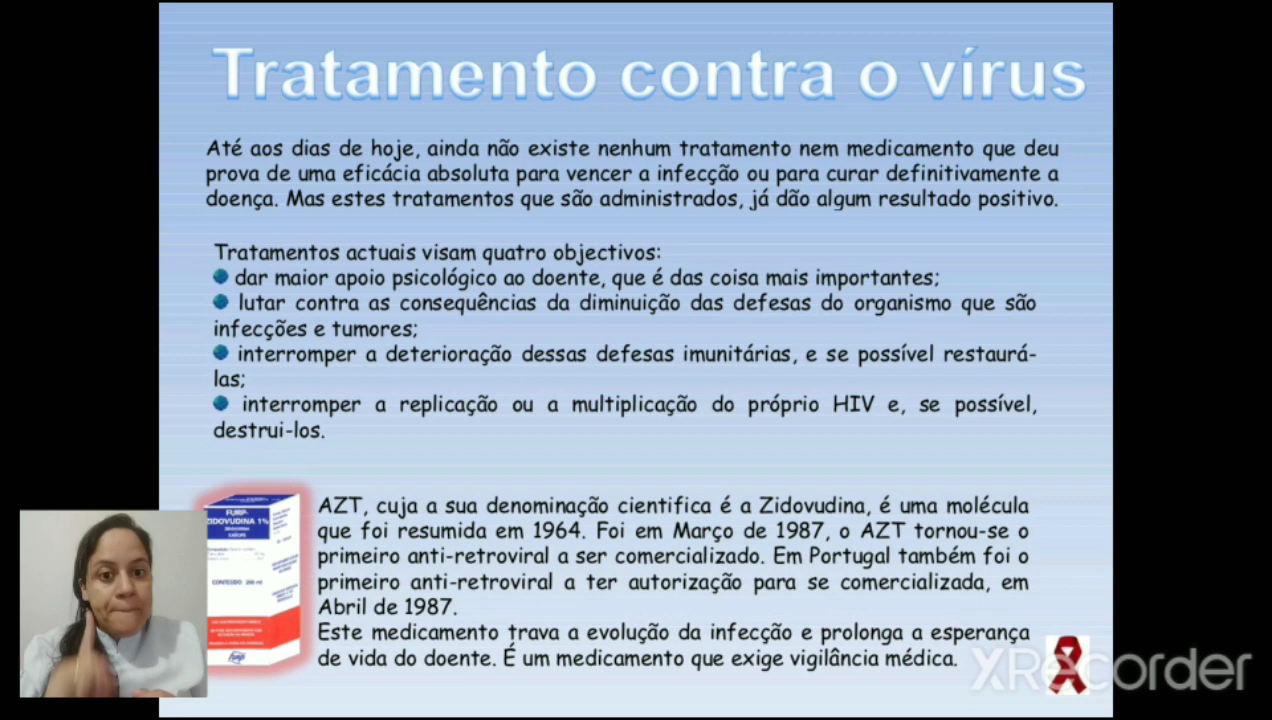 Tratamento contra o vírus
Até aos dias de hoje, ainda não existe nenhum tratamento nem medicamento que deu
prova de uma eficácia absoluta para vencer a infecção ou para curar definitivamente a
doença. Mas estes tratamentos que são administrados, já dão algum resultado positivo.
Tratamentos actuais visam quatro objectivos:
dar maior apoio psicológico ao doente, que é das coisa mais importantes;
lutar contra as consequências da diminuição das defesas do organismo que são
infecções e tumores;
interromper a deterioração dessas defesas imunitárias, e se possível restaurá-
las;
interromper a replicação ou a multiplicação do próprio HIV e, se possível,
destrui-los.
AZT, cuja a sua denominação cientifica é a Zidovudina, é uma molécula
que foi resumida em 1964. Foi em Março de 1987, o AZT tornou-se o
primeiro anti-retroviral a ser comercializado. Em Portugal também foi o
primeiro anti-retroviral a ter autorização para se comercializada, em
Abril de 1987.
Este medicamento trava a evolução da infecção e prolonga a esperança
de vida do doente. É um medicamento que exige vigilância médica.
FURP-
ZIDOVUDINA 1%
XAROPE
CONTEÚDO 200 ml
Furp
XRecorder